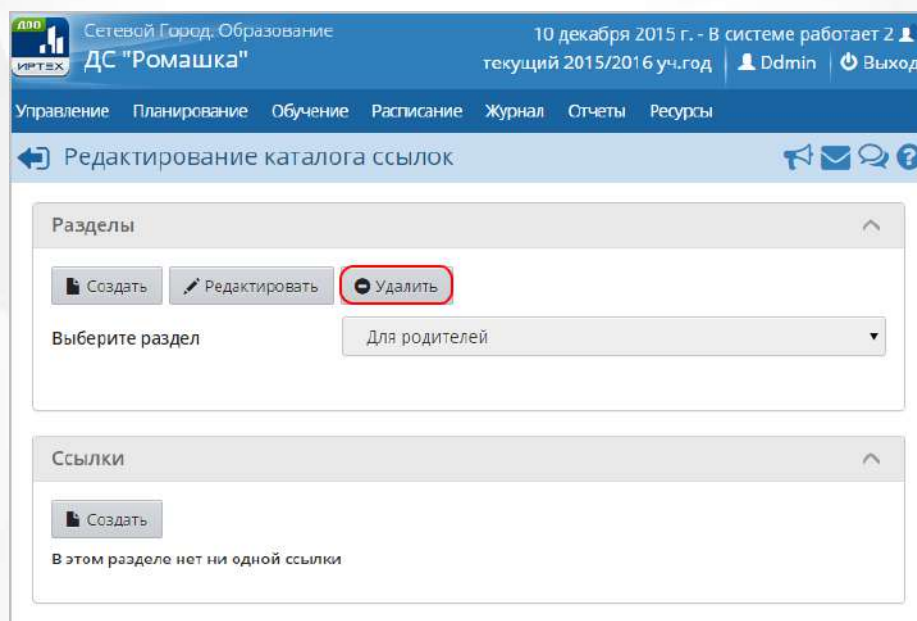 ДОО
ИРТЕХ
Сетевой Город. Образование
ДС "Ромашка"
10 декабря 2015 г. - В системе работает 2
текущий 2015/2016 уч.год
Ddmin
Выход
Управление Планирование Обучение Расписание Журнал Отчеты Ресурсы
Редактирование каталога ссылок
?
Разделы
Создать Редактировать Удалить
Выберите раздел Для родителей
Ссылки
Создать
В этом разделе нет ни одной ссылки